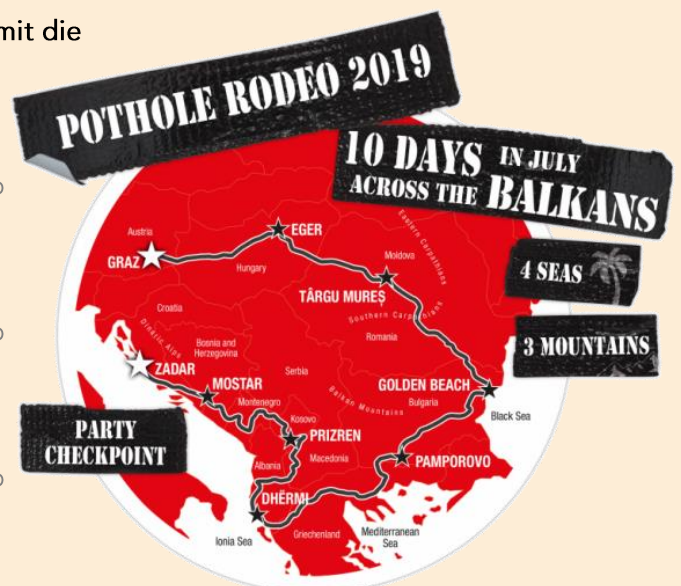 mit die
POTHOLE RODEO 2019
10 DAYS IN JULY
ACROSS THE BALKANS
4 SEAS
3 MOUNTAINS
PARTY
CHECKPOINT
Austria
GRAZ
EGER
Hungary
Eastern Carpathians
Moldova
TÂRGU MUREȘ
Southern Carpathians
Romania
Croatia
Dinaric Alps
Bosnia and
Herzegovina
Serbia
ZADAR
MOSTAR
Montenegro
Kosovo
PRIZREN
Balkan Mountains
GOLDEN BEACH
Bulgaria
Black Sea
PAMPOROVO
Macedonia
Albania
DHËRMI
Ionia Sea
Griechenland
Mediterranean
Sea